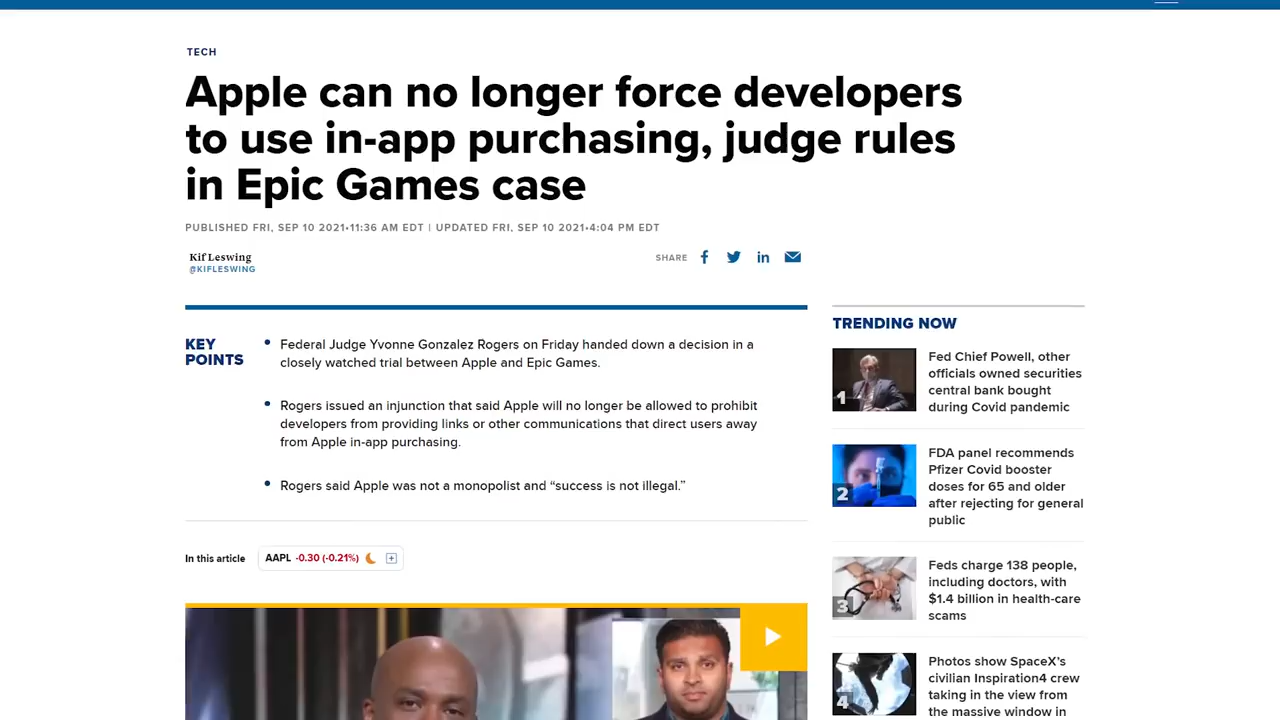 TECH
Apple can no longer force developers
to use in-app purchasing, judge rules
in Epic Games case
PUBLISHED FRI, SEP 10 2021•11:36 AM EDT | UPDATED FRI, SEP 10 2021•4:04 PM EDT
Kif Leswing
@KIFLESWING
SHARE
KEY
POINTS
• Federal Judge Yvonne Gonzalez Rogers on Friday handed down a decision in a
closely watched trial between Apple and Epic Games.
• Rogers issued an injunction that said Apple will no longer be allowed to prohibit
developers from providing links or other communications that direct users away
from Apple in-app purchasing.
• Rogers said Apple was not a monopolist and “success is not illegal.”
In this article
AAPL -0.30 (-0.21%)
TRENDING NOW
1
Fed Chief Powell, other
officials owned securities
central bank bought
during Covid pandemic
2
FDA panel recommends
Pfizer Covid booster
doses for 65 and older
after rejecting for general
public
3
Feds charge 138 people,
including doctors, with
$1.4 billion in health-care
scams
4
Photos show SpaceX’s
civilian Inspiration4 crew
taking in the view from
the massive window in